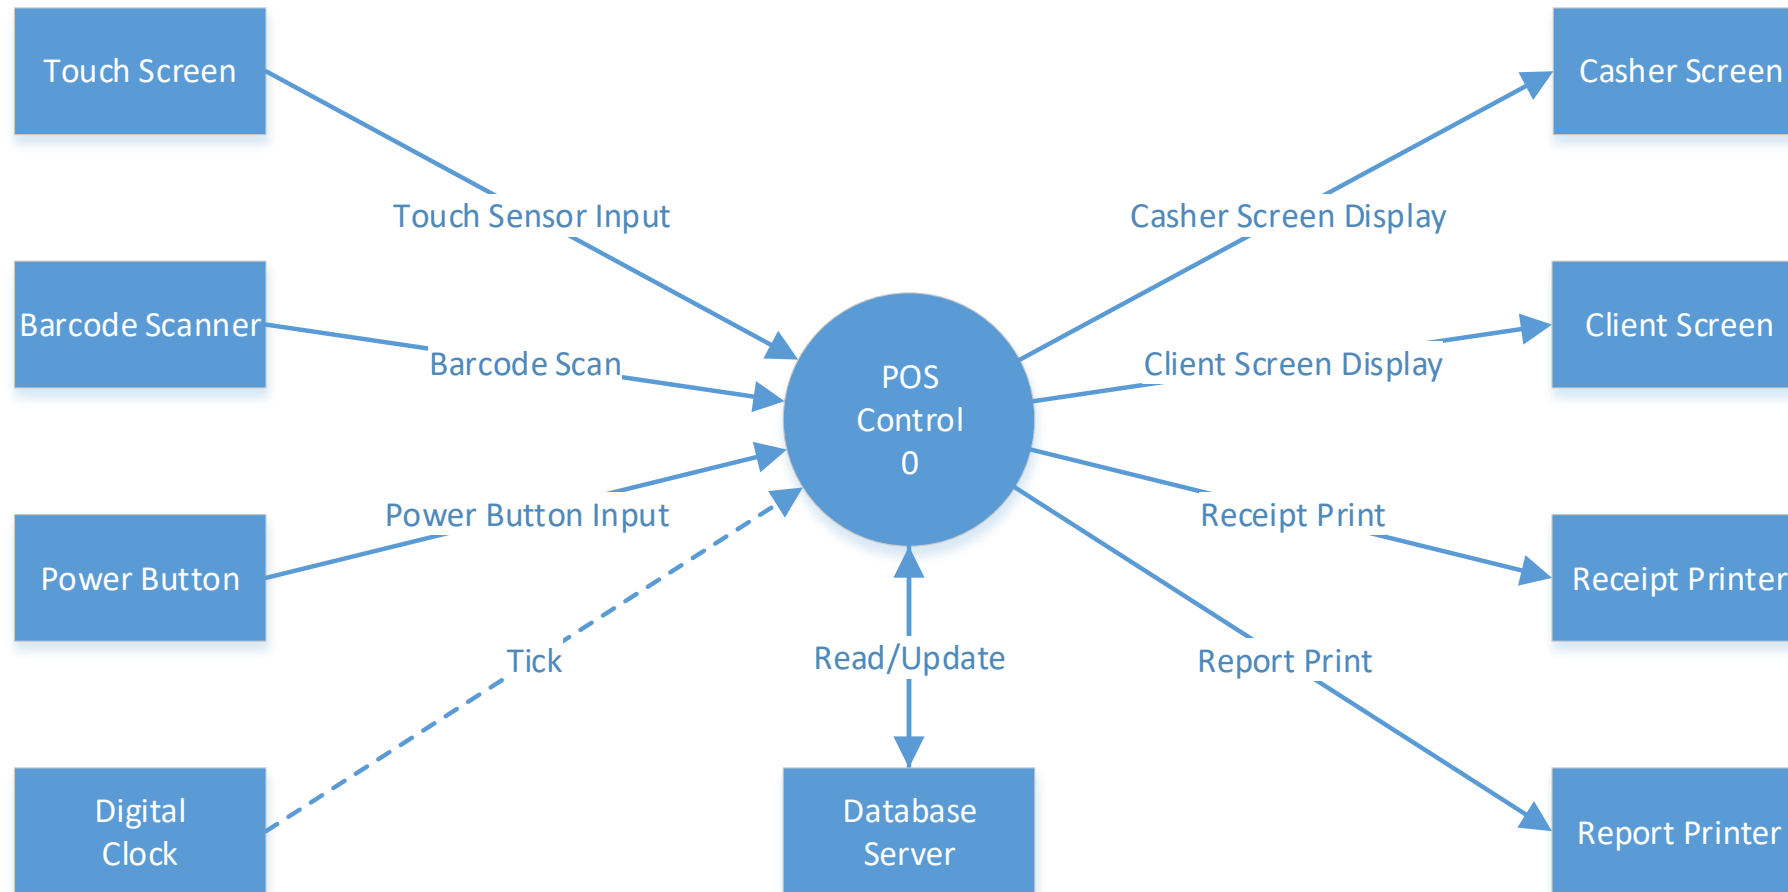 Touch Screen
Casher Screen
Touch Sensor Input
Casher Screen Display
Barcode Scanner
Client Screen
Barcode Scan
Client Screen Display
POS
Control
0
Power Button Input
Receipt Print
Power Button
Receipt Printer
Tick
Read/Update
Report Print
Digital
Clock
Database
Server
Report Printer